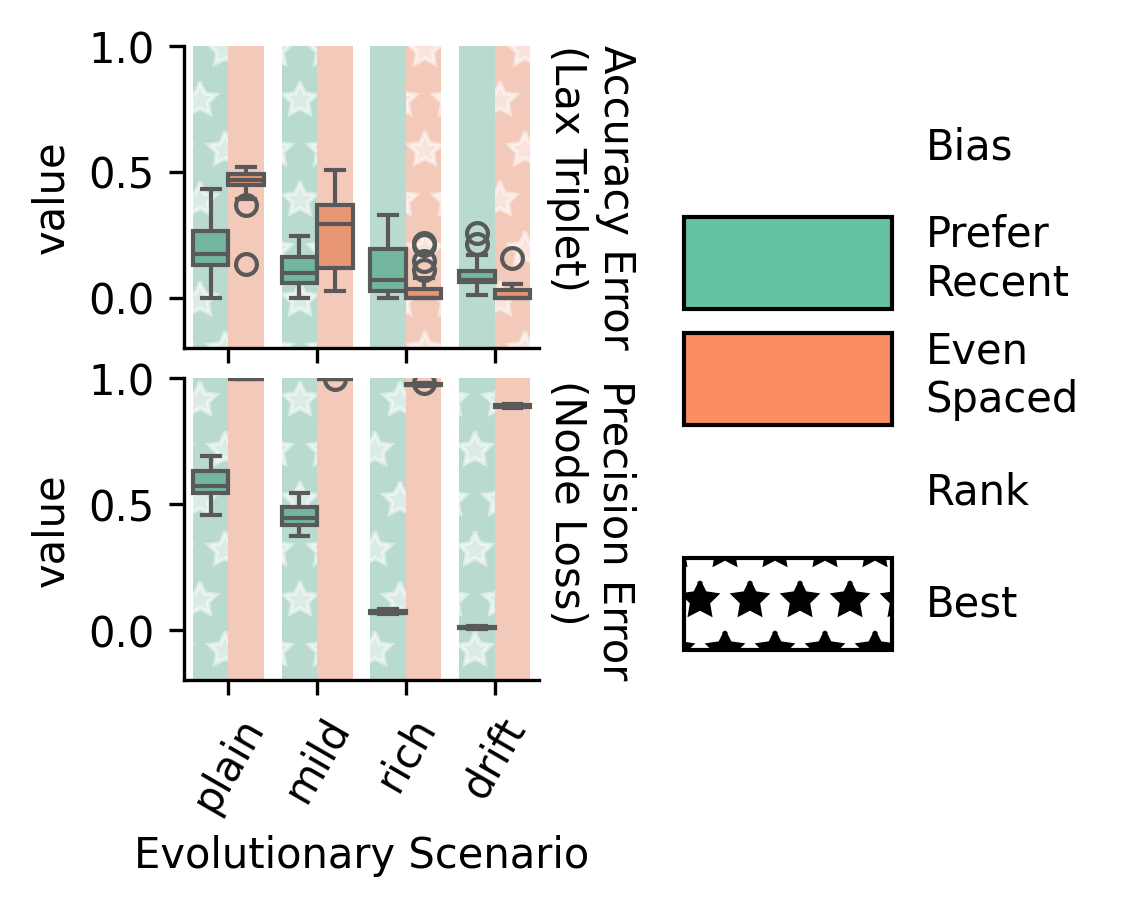 1.0
0.5
0.0
value
Accuracy Error
(Lax Triplet)
1.0
0.5
0.0
value
Precision Error
(Node Loss)
plain
mild
rich
drift
Evolutionary Scenario
Bias
Prefer
Recent
Even
Spaced
Rank
Best